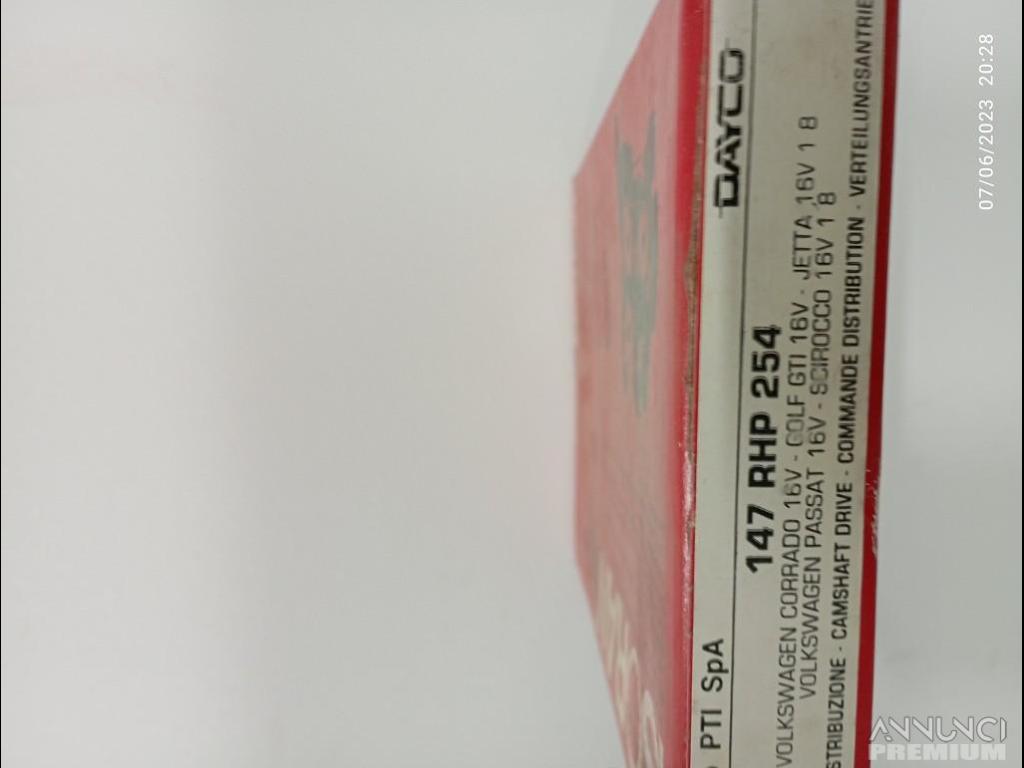 PTI SpA
DAYCO
147 RHP 254
VOLKSWAGEN CORRADO 16V - GOLF GTI 16V - JETTA 16V 1 8
VOLKSWAGEN PASSAT 16V - SCIROCCO 16V 1 8
STRIBUZIONE - CAMSHAFT DRIVE - COMMANDE DISTRIBUTION - VERTEILUNGSANTRIE
07/06/2023 20:28
ANNUNCI
PREMIUM